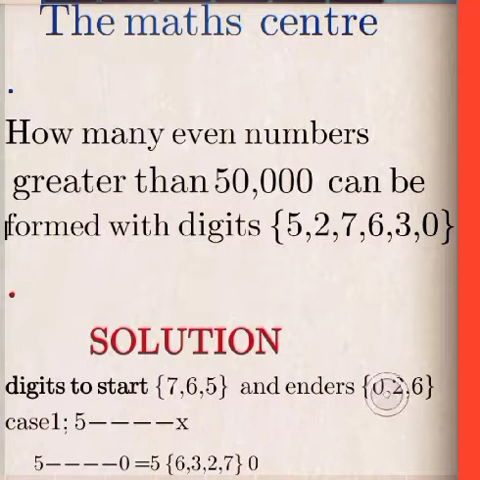 The maths centre
How many even numbers
greater than 50,000 can be
formed with digits {5,2,7,6,3,0}
SOLUTION
digits to start {7,6,5} and enders {0,2,6}
case1; 5————x
5————0 =5 {6,3,2,7} 0